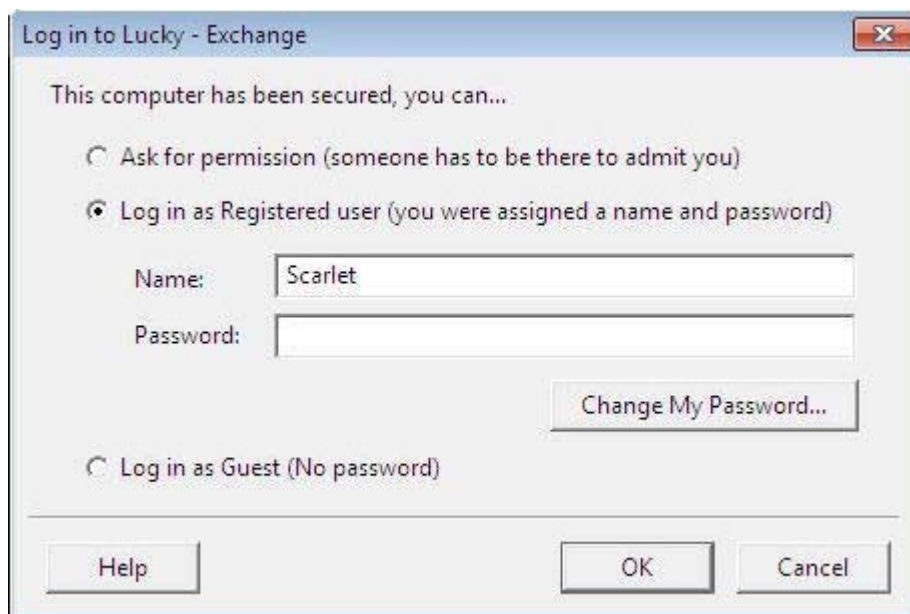 Log in to Lucky - Exchange
This computer has been secured, you can...
Ask for permission (someone has to be there to admit you)
Log in as Registered user (you were assigned a name and password)
Name: Scarlet
Password:
Change My Password...
Log in as Guest (No password)
Help OK Cancel